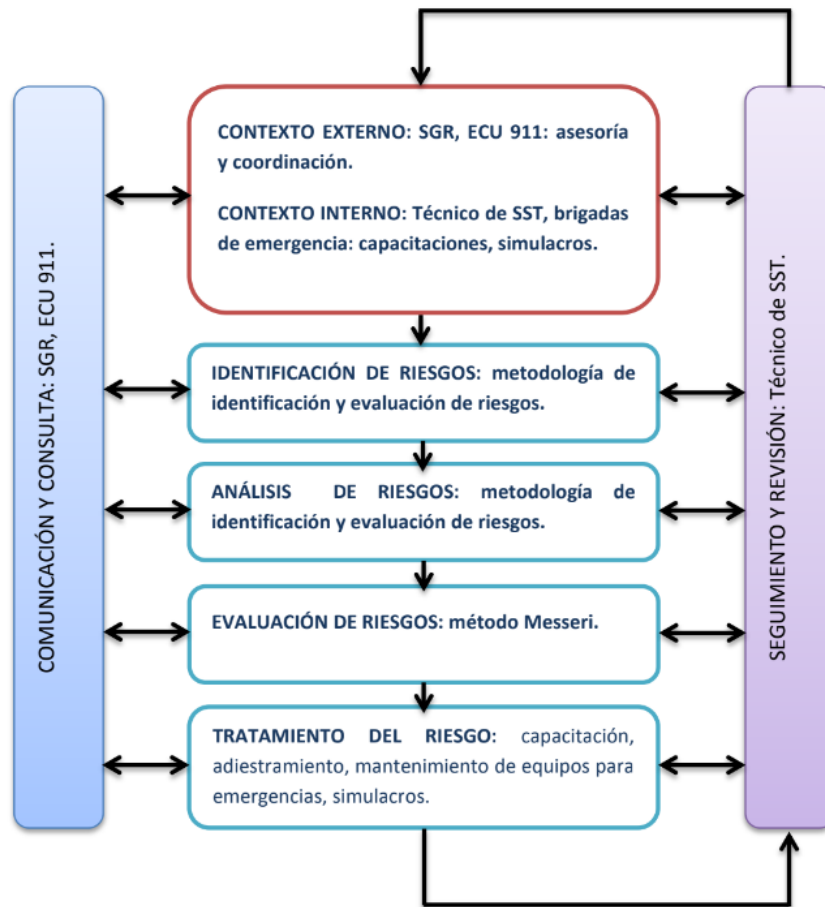 COMUNICACIÓN Y CONSULTA: SGR, ECU 911.
CONTEXTO EXTERNO: SGR, ECU 911: asesoría
y coordinación.
CONTEXTO INTERNO: Técnico de SST, brigadas
de emergencia: capacitaciones, simulacros.
IDENTIFICACIÓN DE RIESGOS: metodología de
identificación y evaluación de riesgos.
ANÁLISIS DE RIESGOS: metodología de
identificación y evaluación de riesgos.
EVALUACIÓN DE RIESGOS: método Messeri.
TRATAMIENTO DEL RIESGO: capacitación,
adiestramiento, mantenimiento de equipos para
emergencias, simulacros.
SEGUIMIENTO Y REVISIÓN: Técnico de SST.